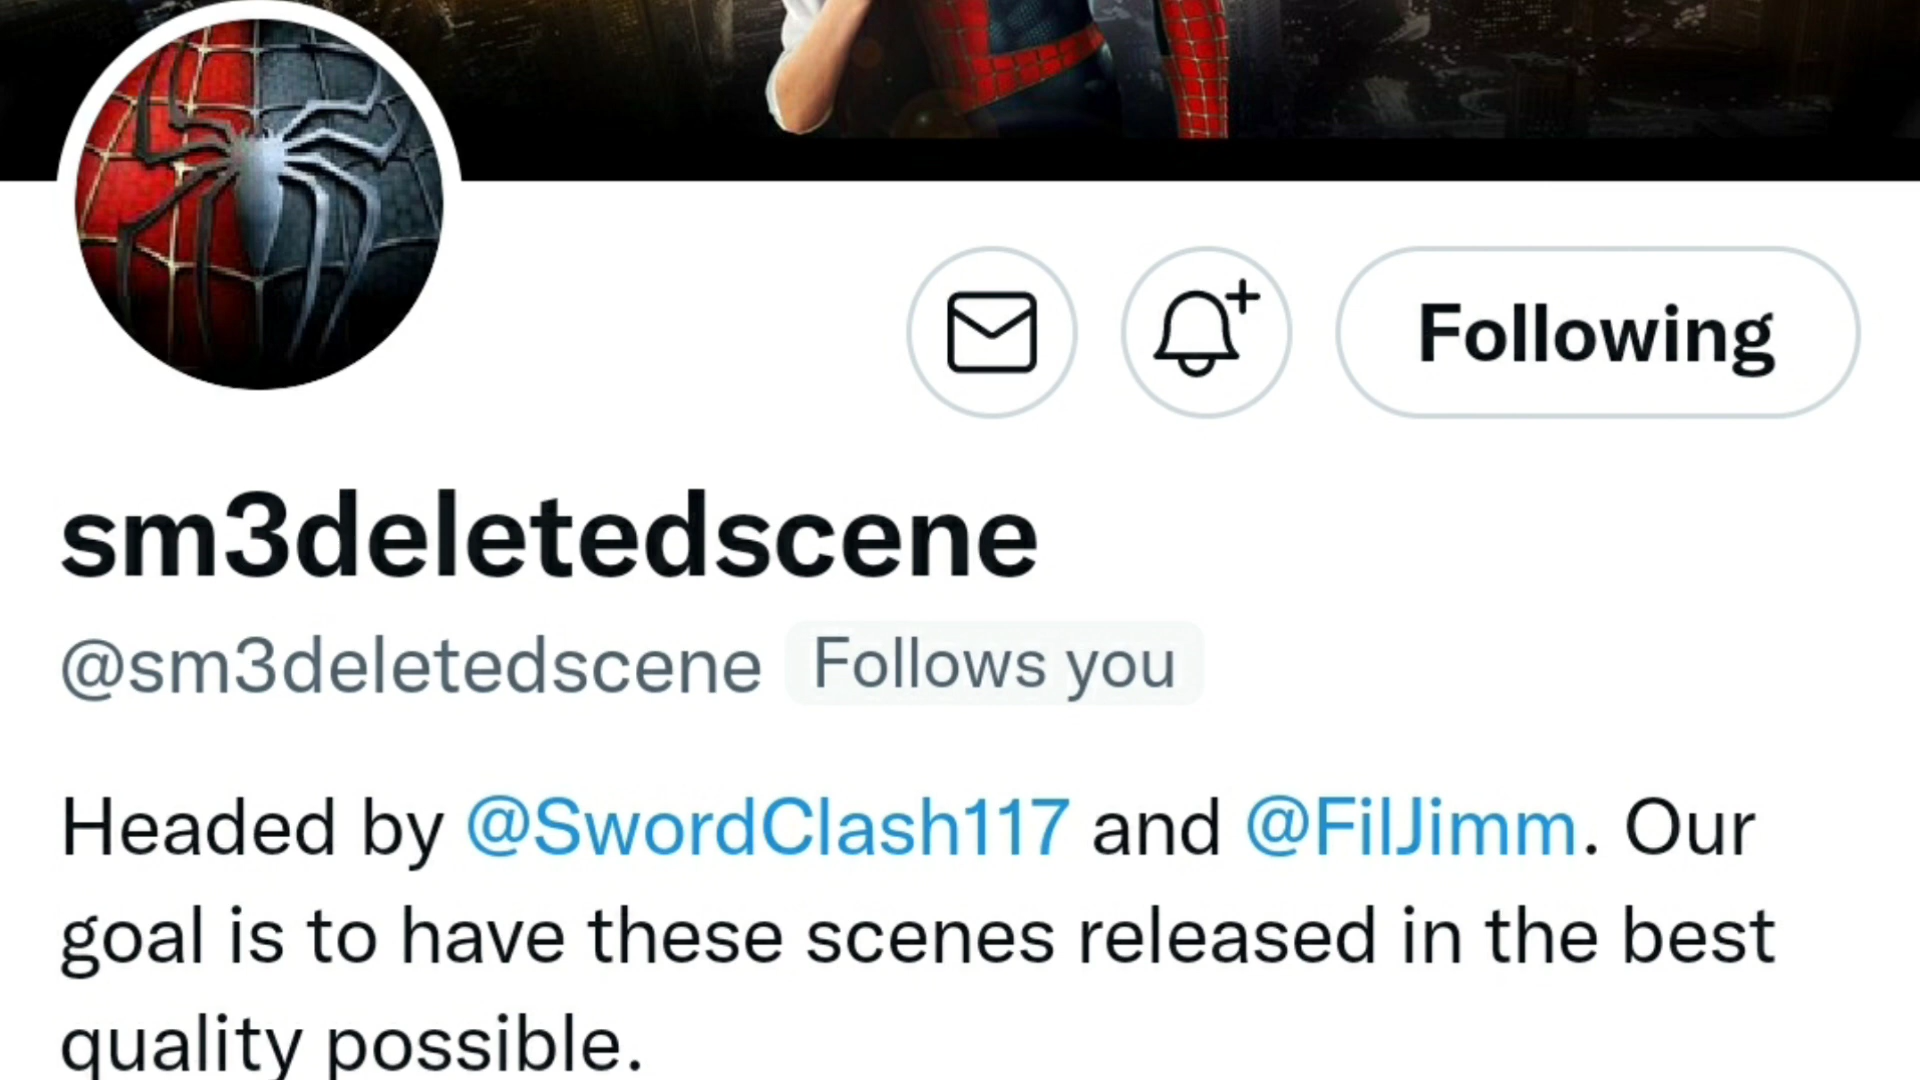 Following
sm3deletedscene
@sm3deletedscene Follows you
Headed by @SwordClash117 and @FilJimm. Our
goal is to have these scenes released in the best
quality possible.